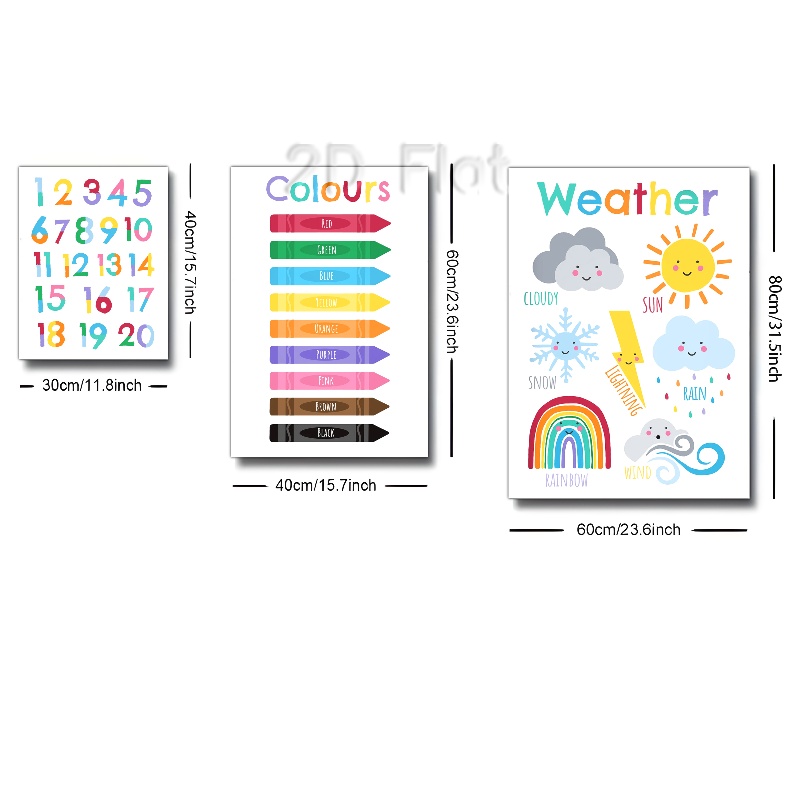 2D Flat
1 2 3 4 5
6 7 8 9 10
11 12 13 14
15 16 17
18 19 20
40cm/15.7inch
30cm/11.8inch
Colours
RED
GREEN
BLUE
YELLOW
ORANGE
PURPLE
PINK
BROWN
BLACK
60cm/23.6inch
40cm/15.7inch
Weather
CLOUDY
SUN
SNOW
LIGHTNING
RAIN
RAINBOW
WIND
80cm/31.5inch
60cm/23.6inch